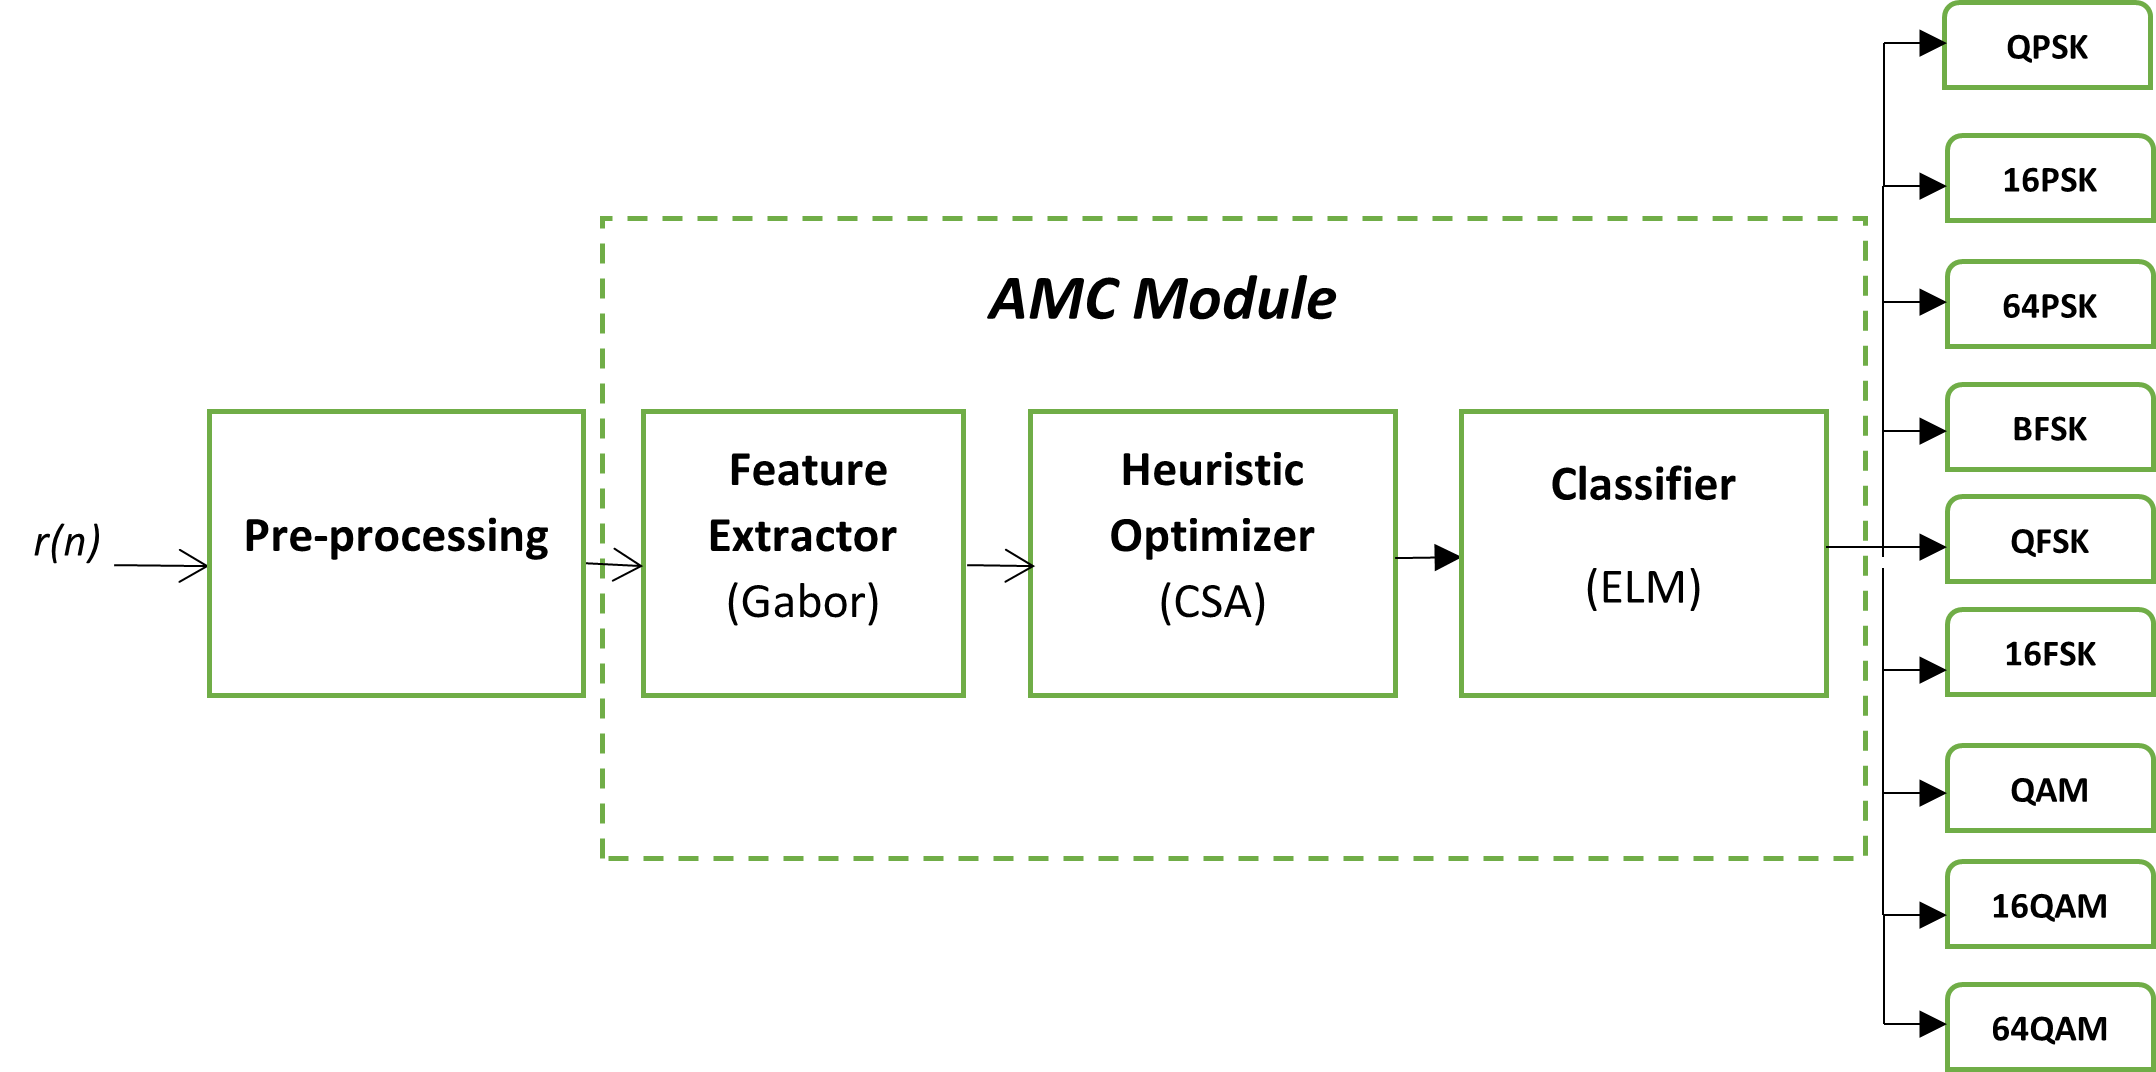 r(n)
Pre-processing
AMC Module
Feature
Extractor
(Gabor)
Heuristic
Optimizer
(CSA)
Classifier
(ELM)
QPSK
16PSK
64PSK
BFSK
QFSK
16FSK
QAM
16QAM
64QAM